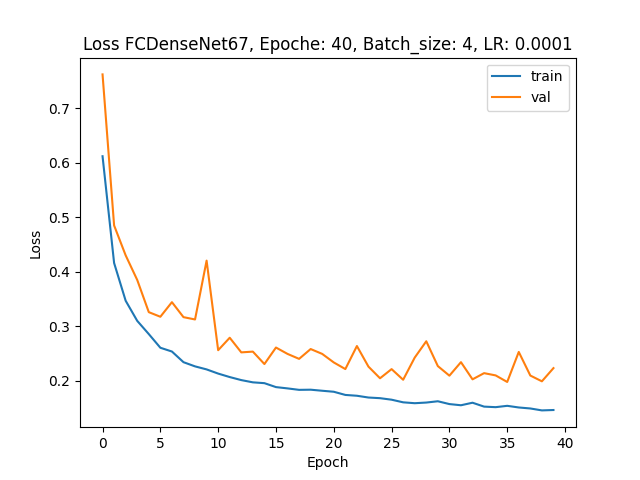 Loss FCDenseNet67, Epoche: 40, Batch_size: 4, LR: 0.0001
train
val
0.7
0.6
0.5
0.4
0.3
0.2
Loss
0 5 10 15 20 25 30 35 40
Epoch